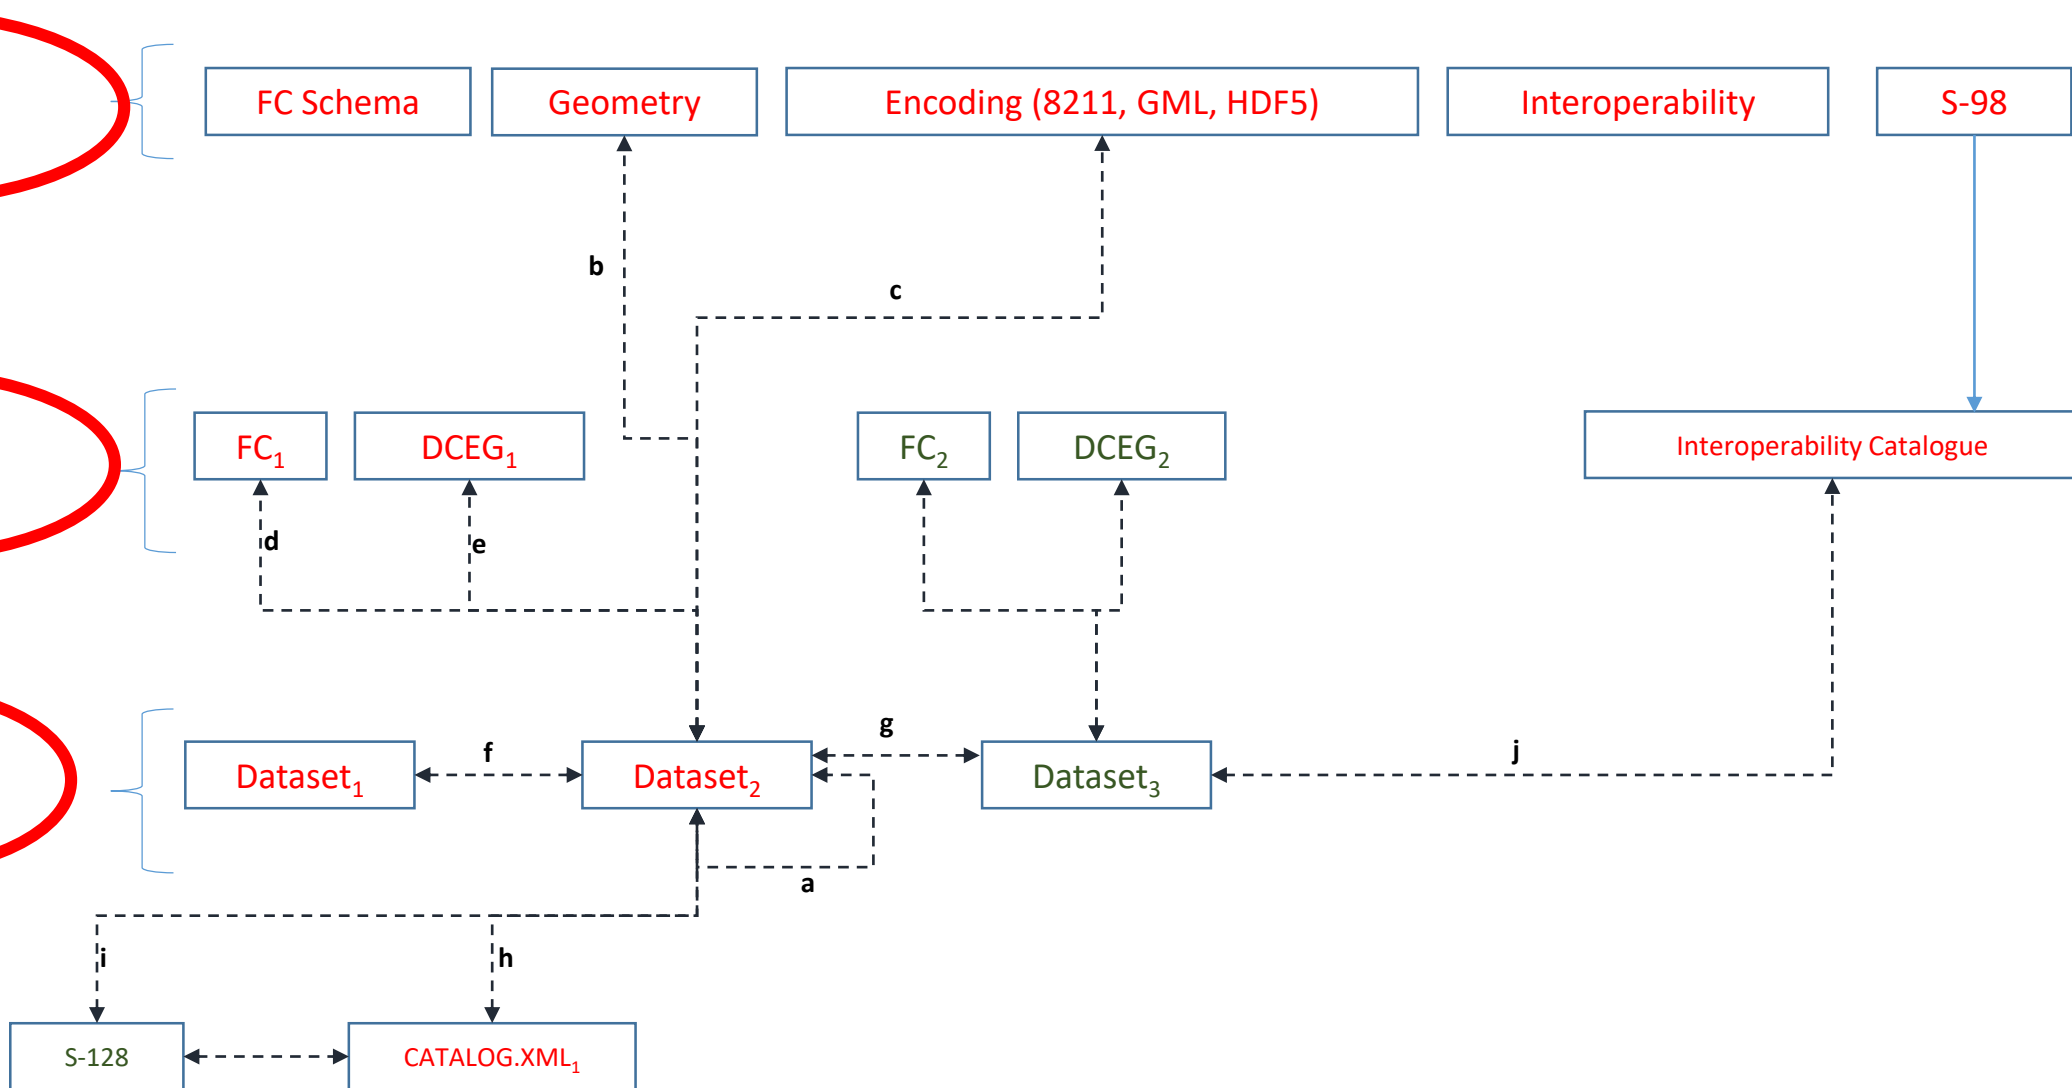 FC Schema
Geometry
Encoding (8211, GML, HDF5)
Interoperability
S-98
b
c
FC1
DCEG1
FC2
DCEG2
Interoperability Catalogue
d
e
f
g
j
Dataset1
Dataset2
Dataset3
a
i
h
S-128
CATALOG.XML1